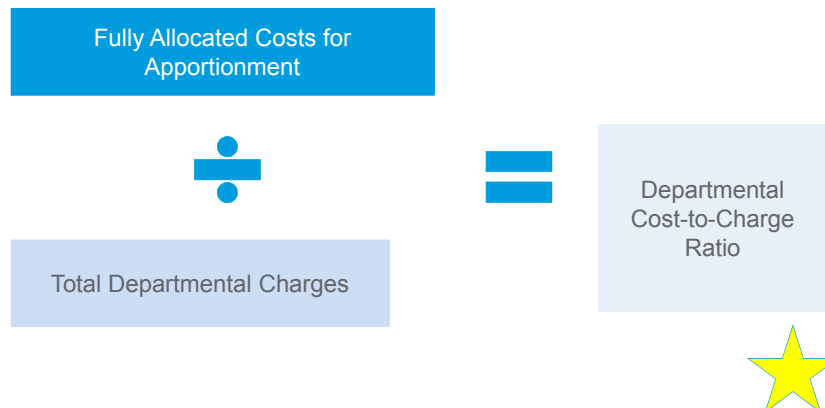 Fully Allocated Costs for
Apportionment
Departmental
Cost-to-Charge
Ratio
Total Departmental Charges